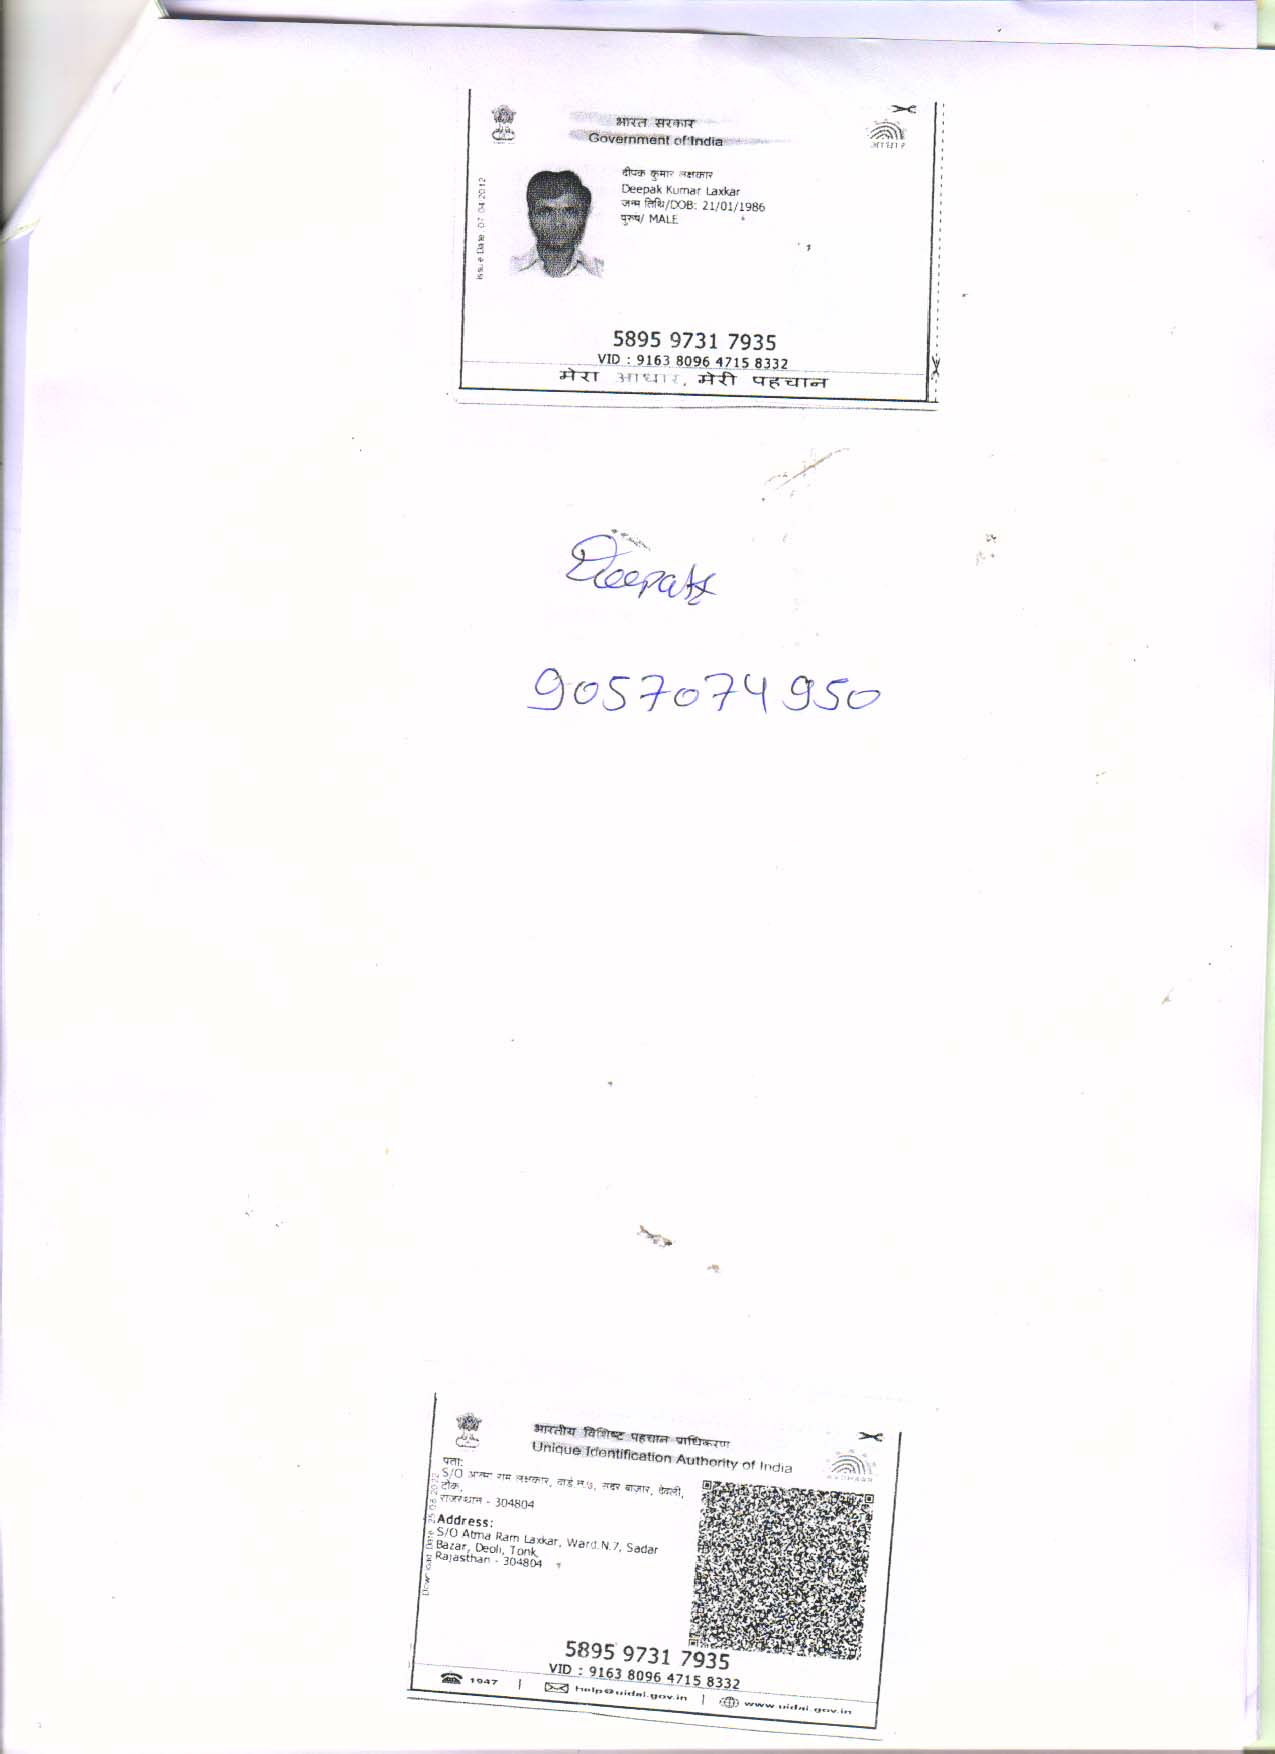 भारत सरकार
Government of India
आधार
Issue Date: 07/04/2012
दीपक कुमार लक्षकार
Deepak Kumar Laxkar
जन्म तिथि/DOB: 21/01/1986
पुरुष/ MALE
5895 9731 7935
VID : 9163 8096 4715 8332
मेरा आधार, मेरी पहचान
Deepak
9057074950
भारतीय विशिष्ट पहचान प्राधिकरण
Unique Identification Authority of India
AADHAAR
पता:
S/O आत्मा राम लक्षकार, वार्ड.न.7, सदर बाजार, देवली,
टोंक,
राजस्थान - 304804
Address:
S/O Atma Ram Laxkar, Ward.N.7, Sadar
Bazar, Deoli, Tonk,
Rajasthan - 304804
Download Date:
5895 9731 7935
VID : 9163 8096 4715 8332
1947 | help@uidai.gov.in | www.uidai.gov.in